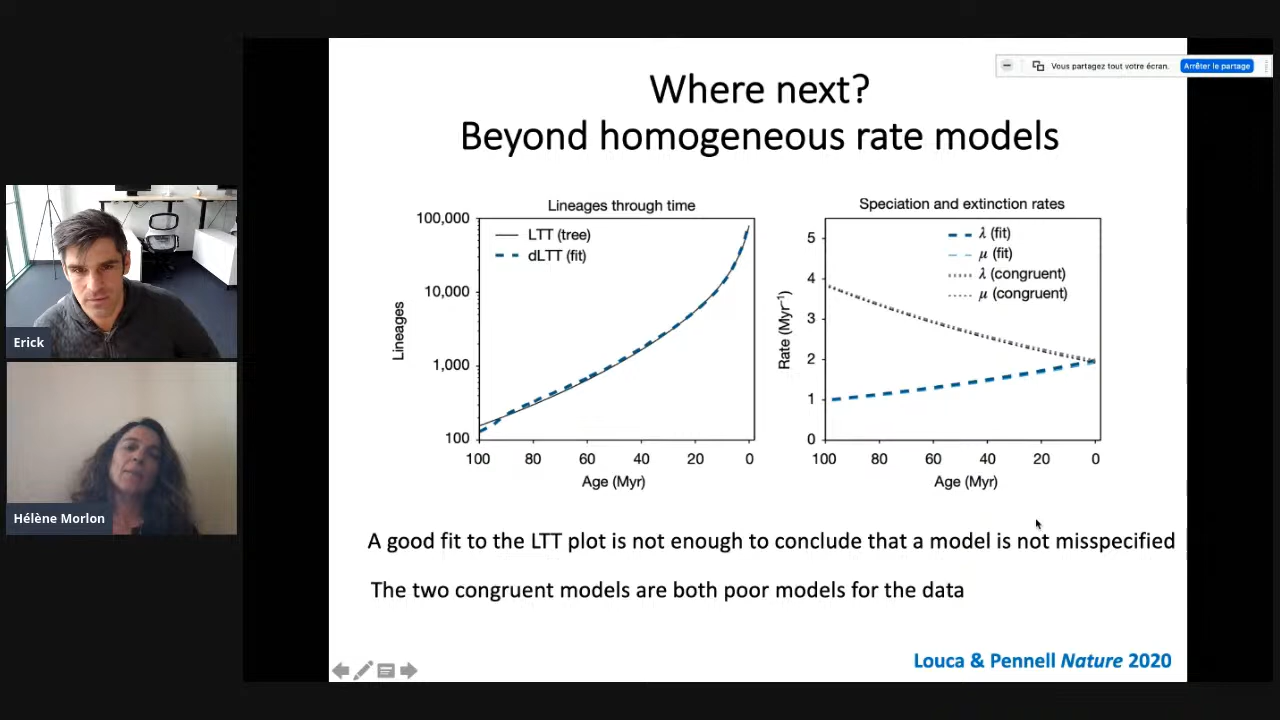 Vous partagez tout votre écran.
Arrêter le partage
Where next?
Beyond homogeneous rate models
Lineages through time
LTT (tree)
dLTT (fit)
100,000
10,000
1,000
100
Lineages
100 80 60 40 20 0
Age (Myr)
Speciation and extinction rates
λ (fit)
μ (fit)
λ (congruent)
μ (congruent)
5
4
3
2
1
0
Rate (Myr⁻¹)
100 80 60 40 20 0
Age (Myr)
A good fit to the LTT plot is not enough to conclude that a model is not misspecified
The two congruent models are both poor models for the data
Louca & Pennell Nature 2020
Erick
Hélène Morlon